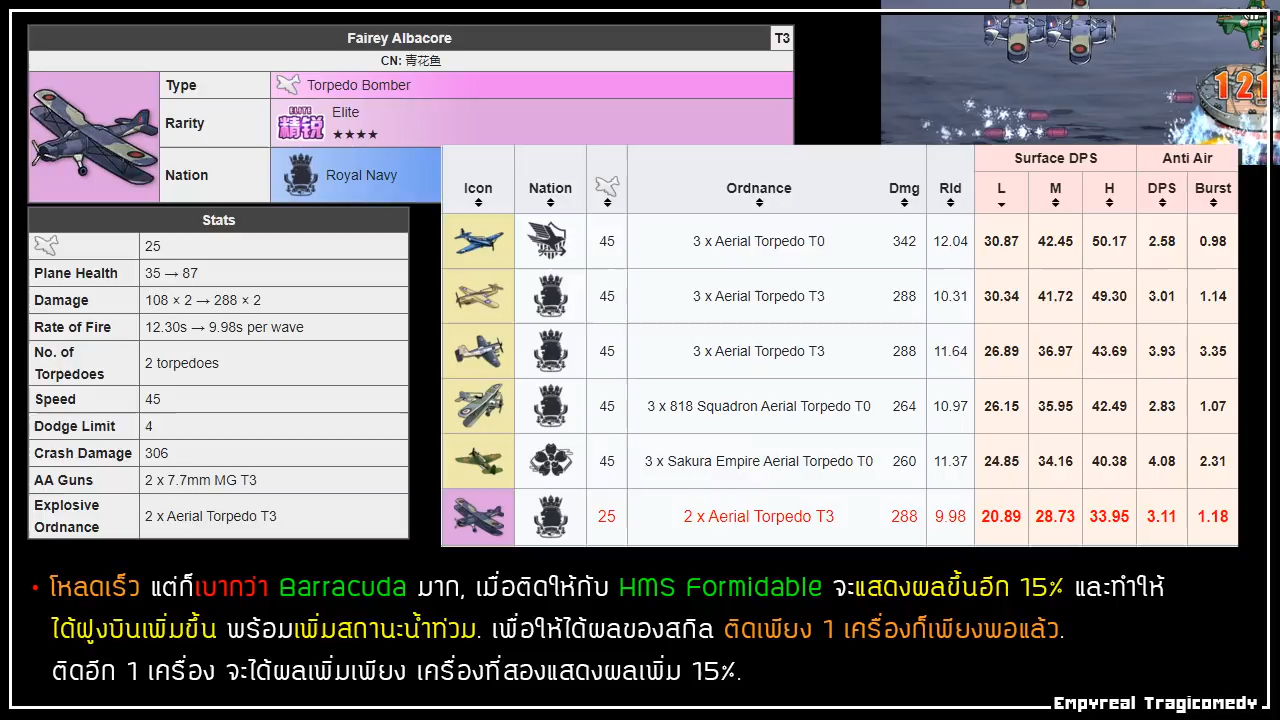 Fairey Albacore T3
CN: 青花鱼
Type Torpedo Bomber
Rarity ELITE 精锐 Elite ★★★★
Nation Royal Navy
Stats
25
Plane Health 35 → 87
Damage 108 × 2 → 288 × 2
Rate of Fire 12.30s → 9.98s per wave
No. of Torpedoes 2 torpedoes
Speed 45
Dodge Limit 4
Crash Damage 306
AA Guns 2 x 7.7mm MG T3
Explosive Ordnance 2 x Aerial Torpedo T3
121
Surface DPS Anti Air
Icon Nation Ordnance Dmg Rld L M H DPS Burst
45 3 x Aerial Torpedo T0 342 12.04 30.87 42.45 50.17 2.58 0.98
45 3 x Aerial Torpedo T3 288 10.31 30.34 41.72 49.30 3.01 1.14
45 3 x Aerial Torpedo T3 288 11.64 26.89 36.97 43.69 3.93 3.35
45 3 x 818 Squadron Aerial Torpedo T0 264 10.97 26.15 35.95 42.49 2.83 1.07
45 3 x Sakura Empire Aerial Torpedo T0 260 11.37 24.85 34.16 40.38 4.08 2.31
25 2 x Aerial Torpedo T3 288 9.98 20.89 28.73 33.95 3.11 1.18
• โหลดเร็ว แต่ก็เบากว่า Barracuda มาก, เมื่อติดให้กับ HMS Formidable จะแสดงผลขึ้นอีก 15% และทำให้
ได้ฝูงบินเพิ่มขึ้น พร้อมเพิ่มสถานะน้ำท่วม. เพื่อให้ได้ผลของสกิล ติดเพียง 1 เครื่องก็เพียงพอแล้ว.
ติดอีก 1 เครื่อง จะได้ผลเพิ่มเพียง เครื่องที่สองแสดงผลเพิ่ม 15%.
Empyreal Tragicomedy